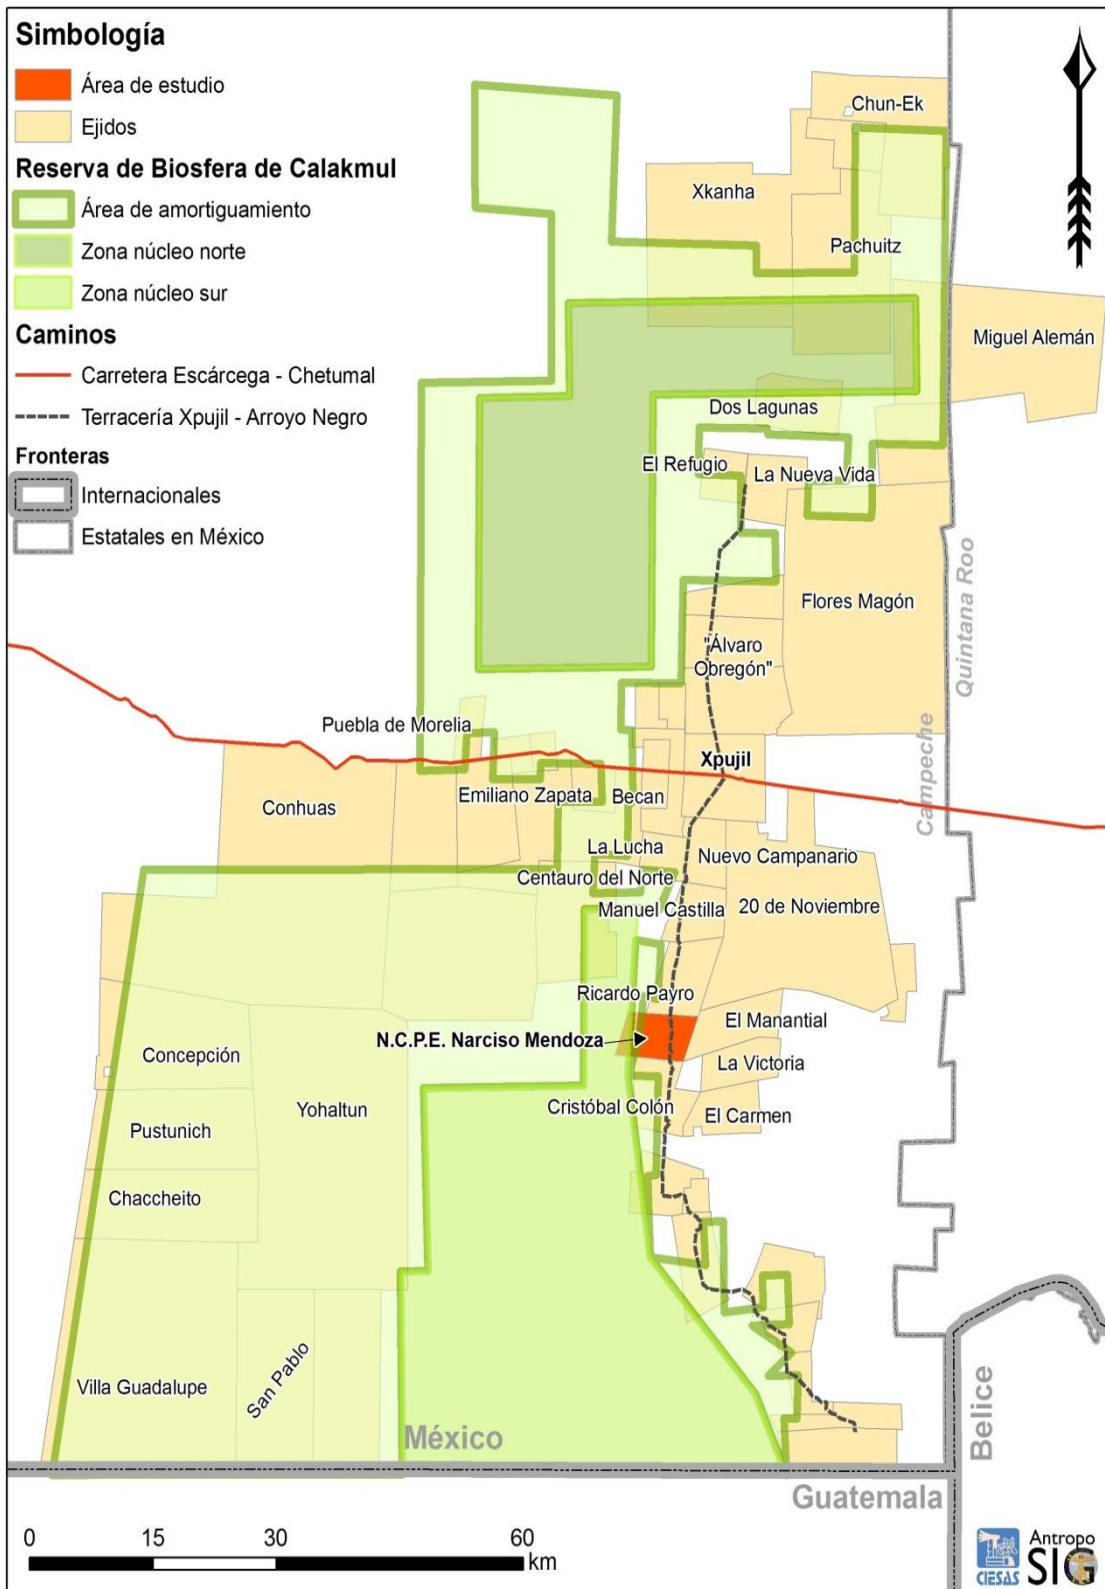 Simbología
Área de estudio
Ejidos
Reserva de Biosfera de Calakmul
Área de amortiguamiento
Zona núcleo norte
Zona núcleo sur
Caminos
Carretera Escárcega - Chetumal
Terracería Xpujil - Arroyo Negro
Fronteras
Internacionales
Estatales en México
Chun-Ek
Xkanha
Pachuitz
Miguel Alemán
Dos Lagunas
El Refugio
La Nueva Vida
Flores Magón
Quintana Roo
"Álvaro
Obregón"
Puebla de Morelia
Xpujil
Campeche
Conhuas
Emiliano Zapata
Becan
La Lucha
Nuevo Campanario
Centauro del Norte
Manuel Castilla
20 de Noviembre
Ricardo Payro
El Manantial
N.C.P.E. Narciso Mendoza
La Victoria
Concepción
Cristóbal Colón
El Carmen
Yohaltun
Pustunich
Chaccheito
San Pablo
Villa Guadalupe
México
Belice
Guatemala
0 15 30 60
km
CIESAS
Antropo
SIG